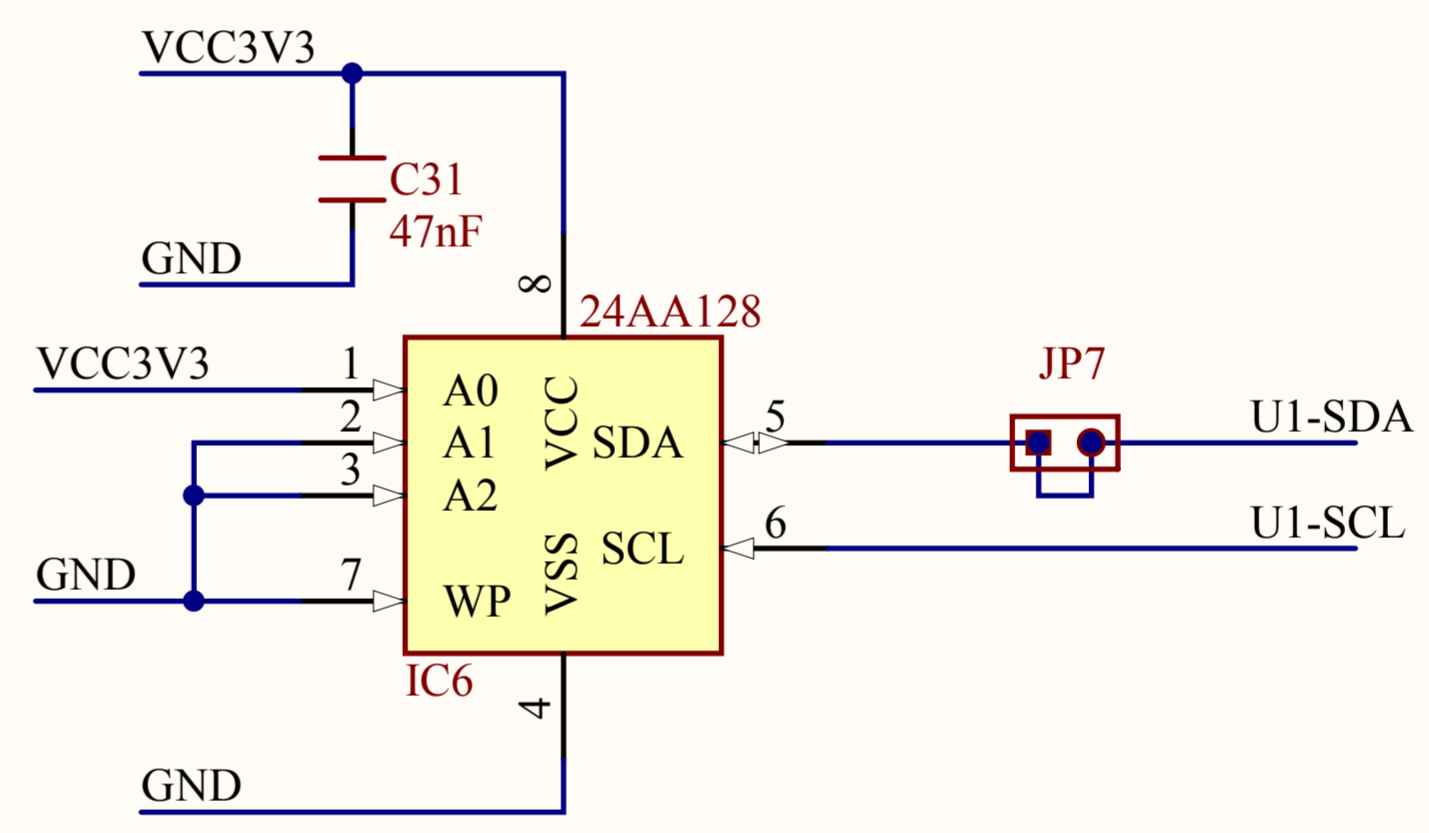 VCC3V3
C31
47nF
GND
8
24AA128
VCC3V3
1
A0
VCC
JP7
2
A1
SDA
5
U1-SDA
3
A2
SCL
6
U1-SCL
GND
7
WP
VSS
IC6
4
GND